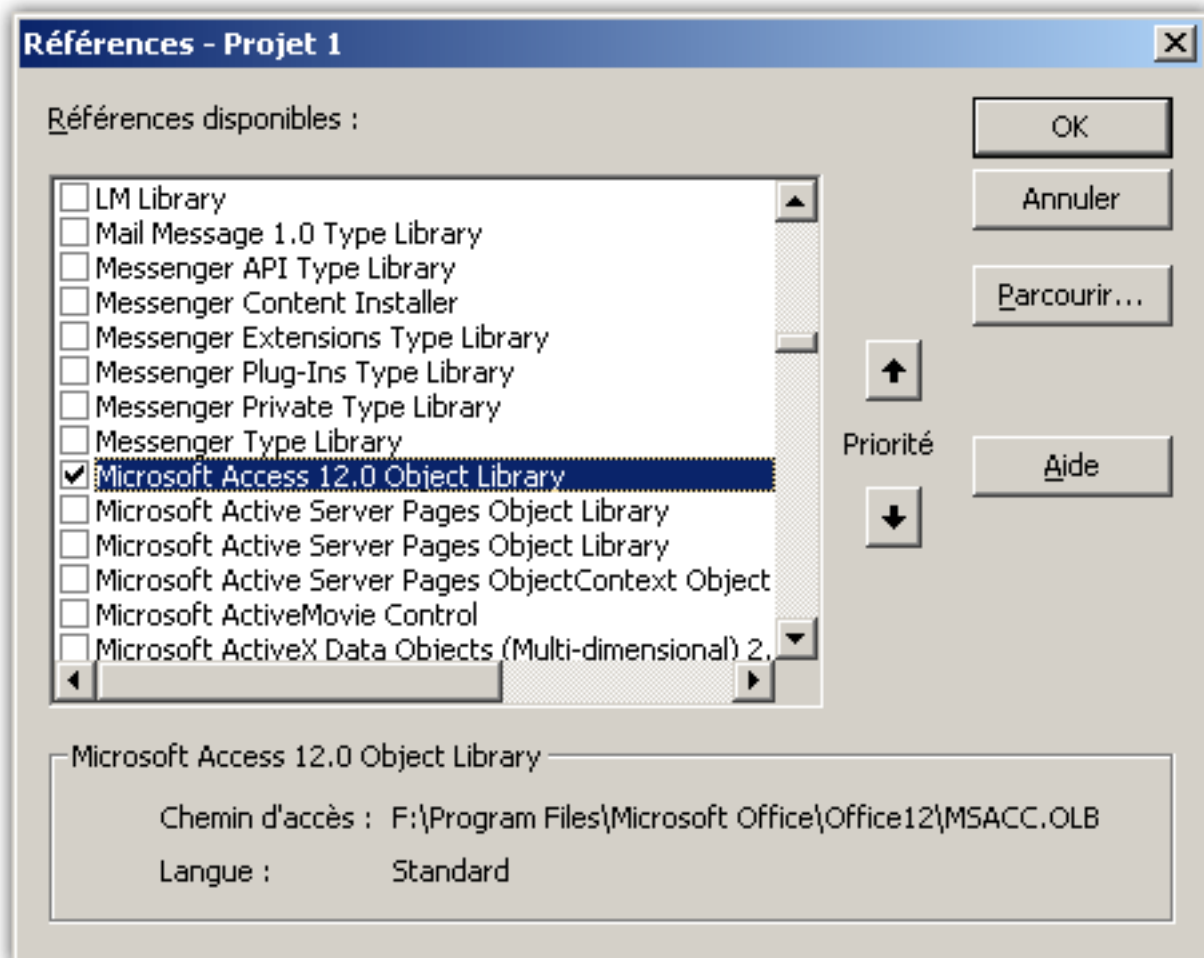 Références - Projet 1
Références disponibles :
OK
Annuler
Parcourir...
LM Library
Mail Message 1.0 Type Library
Messenger API Type Library
Messenger Content Installer
Messenger Extensions Type Library
Messenger Plug-Ins Type Library
Messenger Private Type Library
Messenger Type Library
Microsoft Access 12.0 Object Library
Microsoft Active Server Pages Object Library
Microsoft Active Server Pages Object Library
Microsoft Active Server Pages ObjectContext Object
Microsoft ActiveMovie Control
Microsoft ActiveX Data Objects (Multi-dimensional) 2.
Priorité
Aide
Microsoft Access 12.0 Object Library
Chemin d'accès : F:\Program Files\Microsoft Office\Office12\MSACC.OLB
Langue : Standard